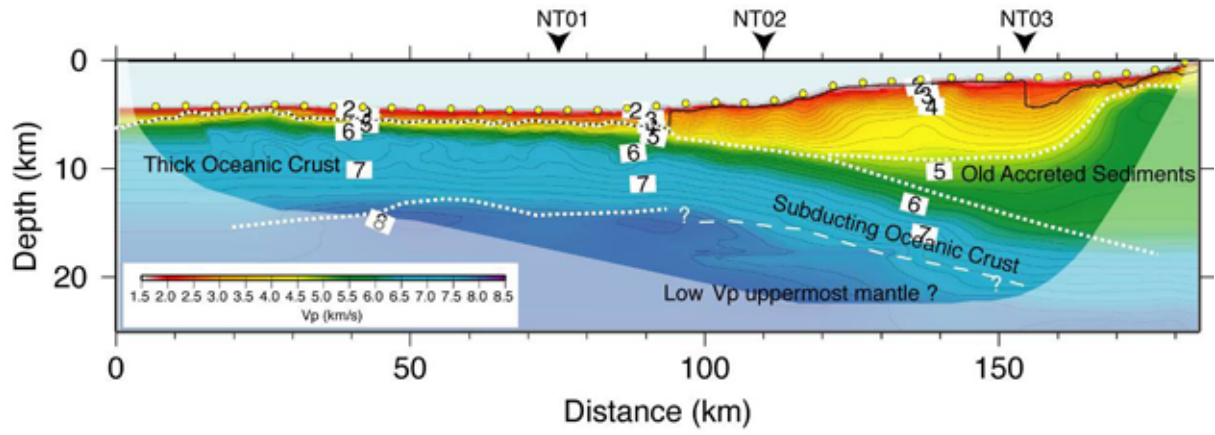 NT01 NT02 NT03
0
2 3 4 5 6 7
2 3 5 6 7
2 3 4
5
6
7
8
Thick Oceanic Crust
10
Old Accreted Sediments
Subducting Oceanic Crust
?
?
20
Low Vp uppermost mantle ?
1.5 2.0 2.5 3.0 3.5 4.0 4.5 5.0 5.5 6.0 6.5 7.0 7.5 8.0 8.5
Vp (km/s)
Depth (km)
0 50 100 150
Distance (km)